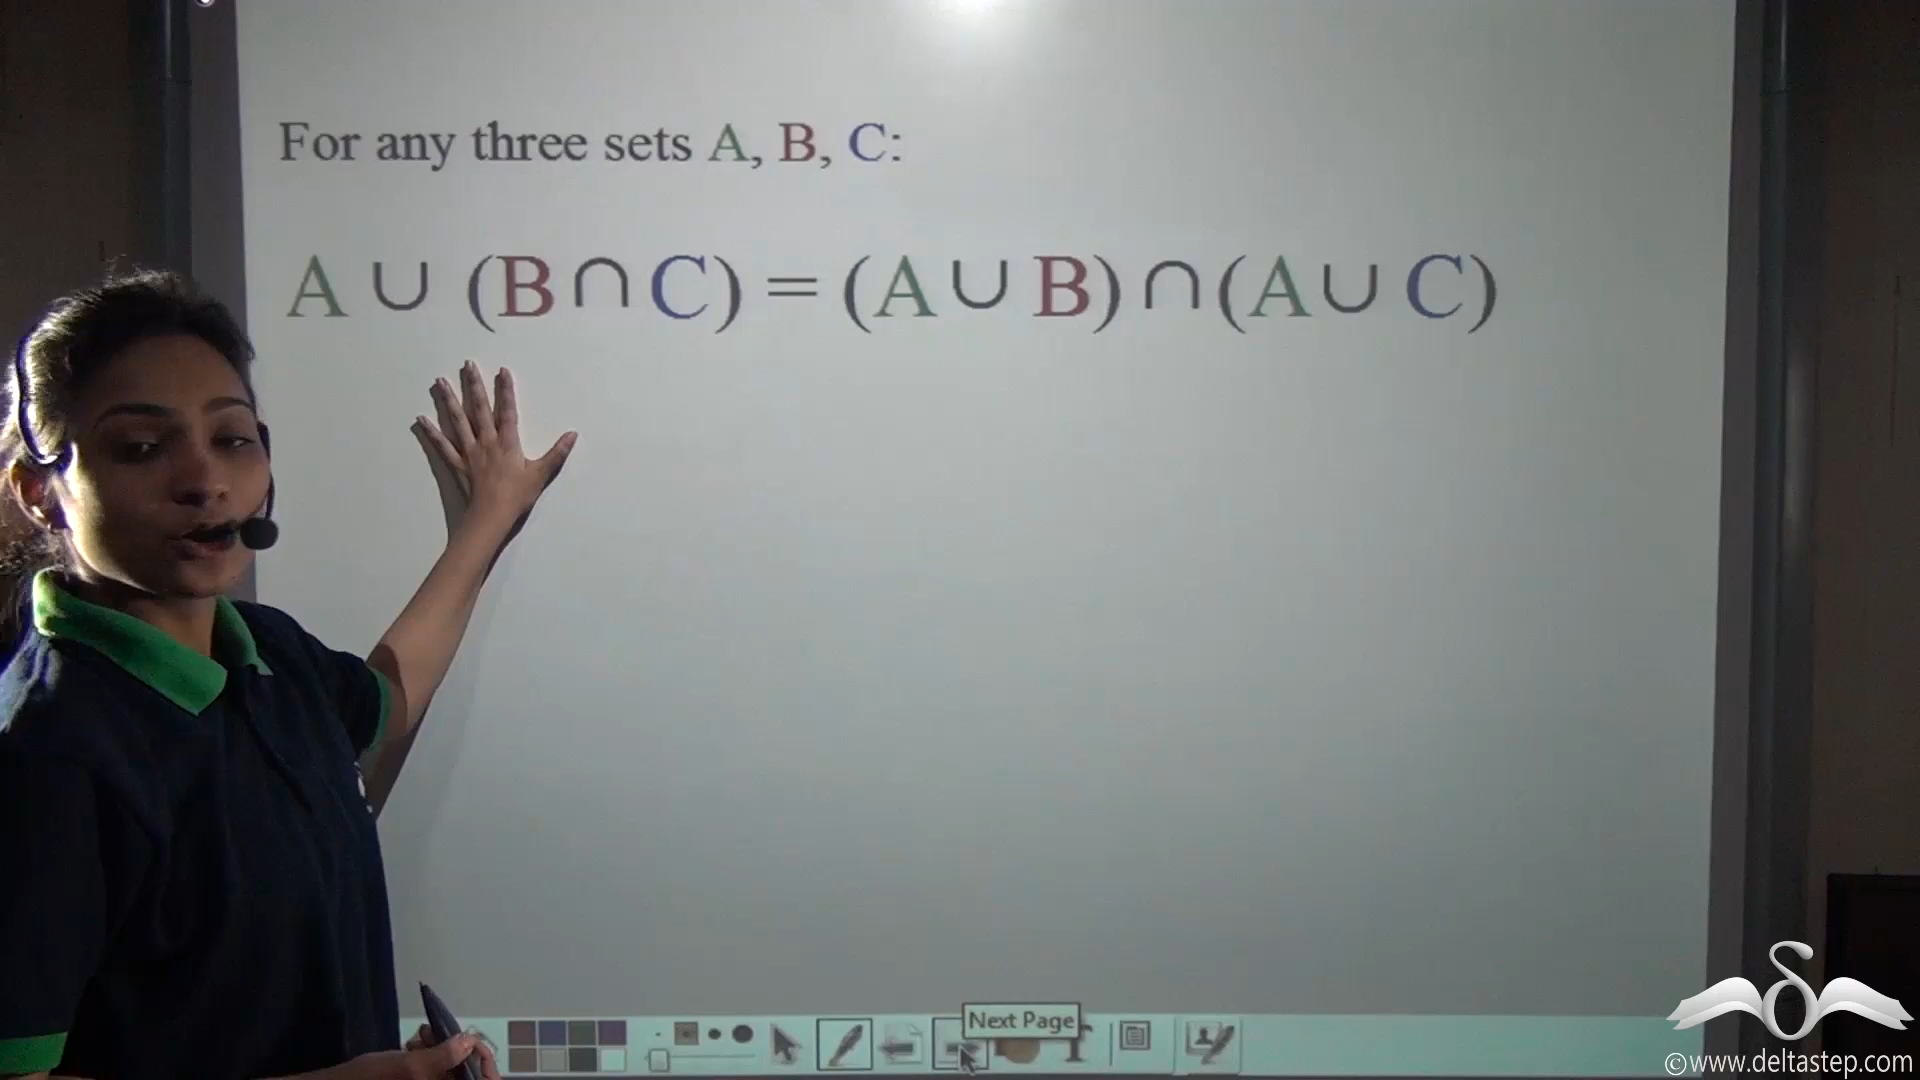 For any three sets A, B, C:
A ∪ (B ∩ C) = (A ∪ B) ∩ (A ∪ C)
Next Page
©www.deltastep.com